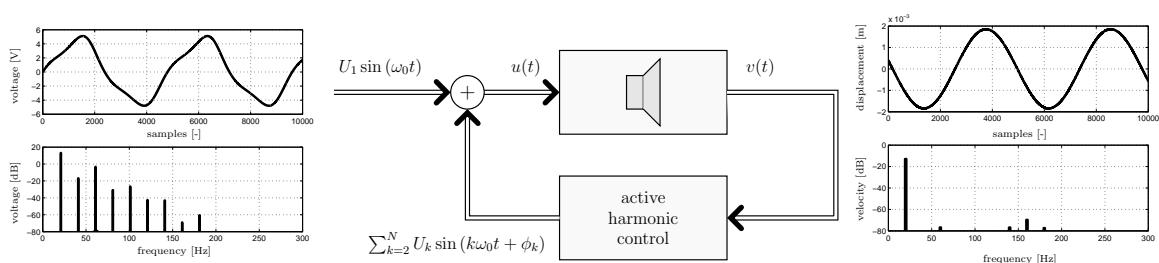 6
4
2
0
−2
−4
−6
voltage [V]
0 2000 4000 6000 8000 10000
samples [-]
20
0
−20
−40
−60
−80
voltage [dB]
0 50 100 150 200 250 300
frequency [Hz]
U₁ sin (ω₀t)
+
u(t)
v(t)
active
harmonic
control
∑ᴺₖ₌₂ Uₖ sin (kω₀t + ϕₖ)
x 10⁻³
2
1
0
−1
−2
displacement [m]
0 2000 4000 6000 8000 10000
samples [-]
0
−20
−40
−60
−80
velocity [dB]
0 50 100 150 200 250 300
frequency [Hz]